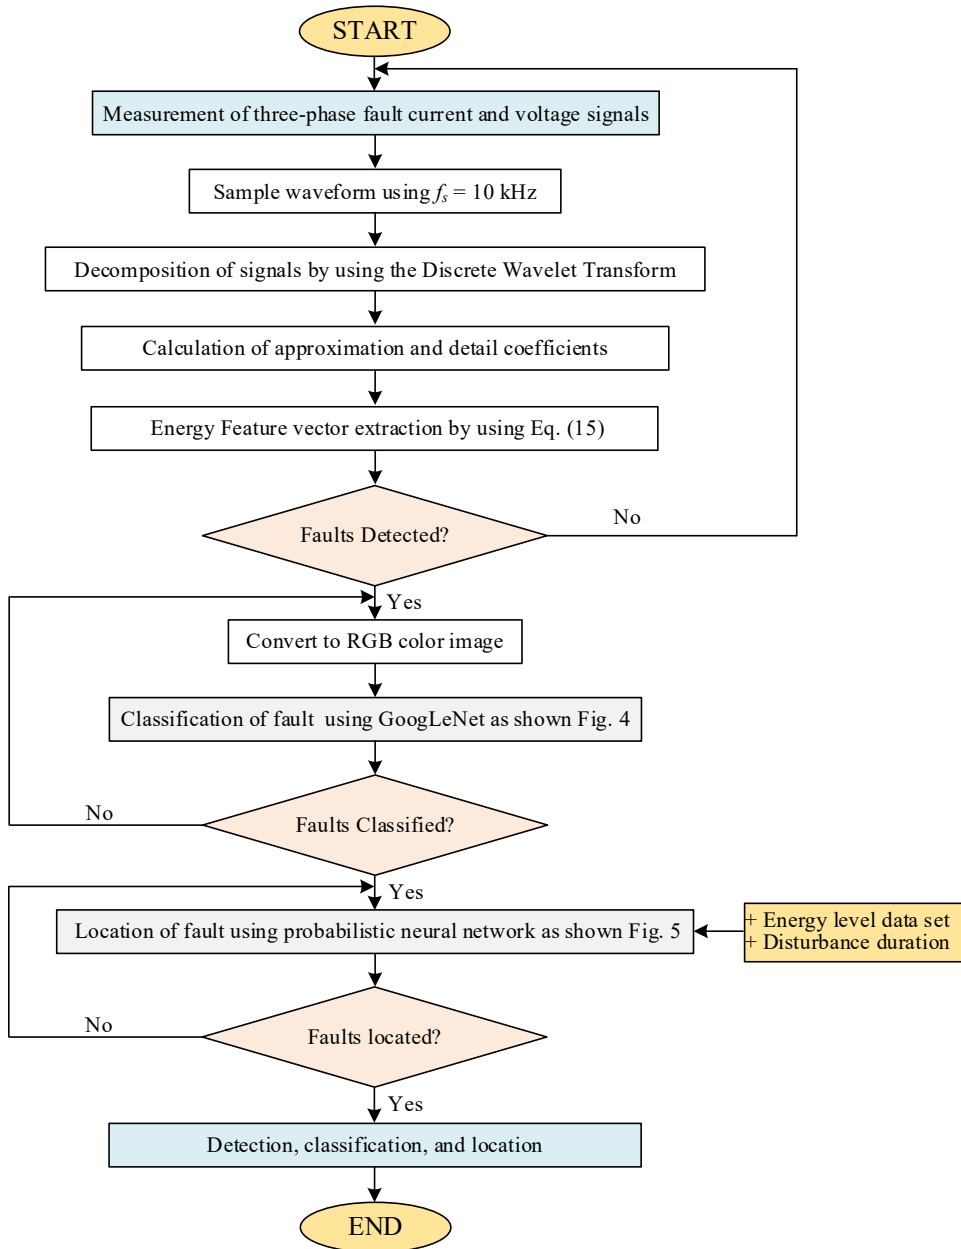 START
Measurement of three-phase fault current and voltage signals
Sample waveform using fs = 10 kHz
Decomposition of signals by using the Discrete Wavelet Transform
Calculation of approximation and detail coefficients
Energy Feature vector extraction by using Eq. (15)
Faults Detected?
No
Yes
Convert to RGB color image
Classification of fault using GoogLeNet as shown Fig. 4
Faults Classified?
No
Yes
Location of fault using probabilistic neural network as shown Fig. 5
+ Energy level data set
+ Disturbance duration
Faults located?
No
Yes
Detection, classification, and location
END